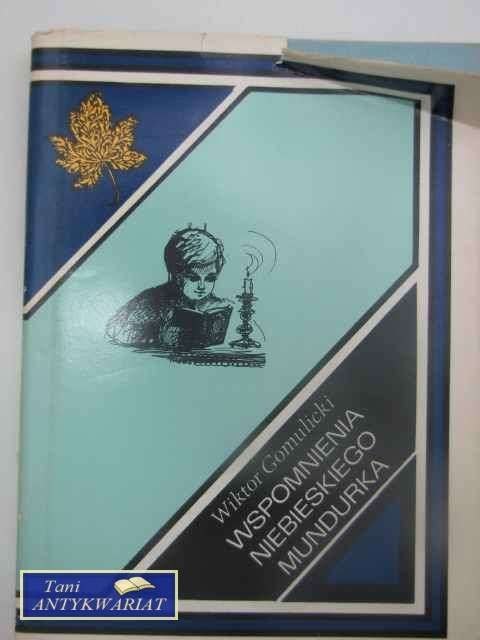 Wiktor Gomulicki
WSPOMNIENIA
NIEBIESKIEGO
MUNDURKA
Tani
ANTYKWARIAT